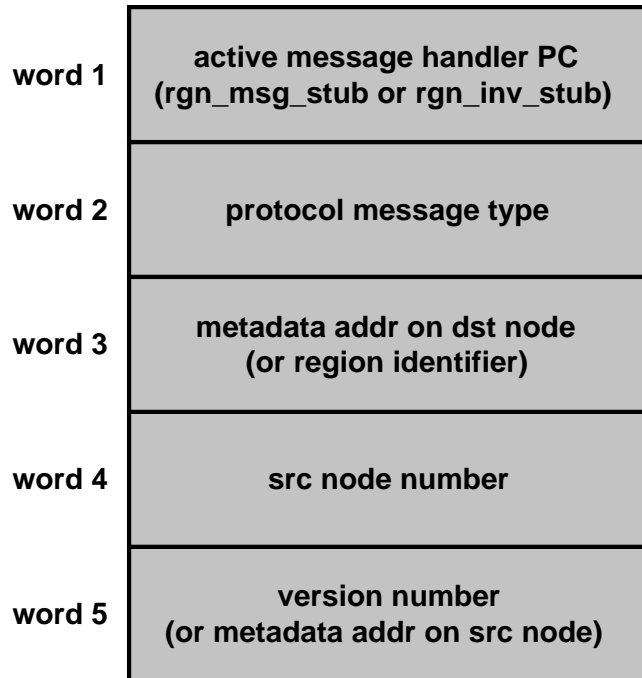 word 1
active message handler PC
(rgn_msg_stub or rgn_inv_stub)
word 2
protocol message type
word 3
metadata addr on dst node
(or region identifier)
word 4
src node number
word 5
version number
(or metadata addr on src node)